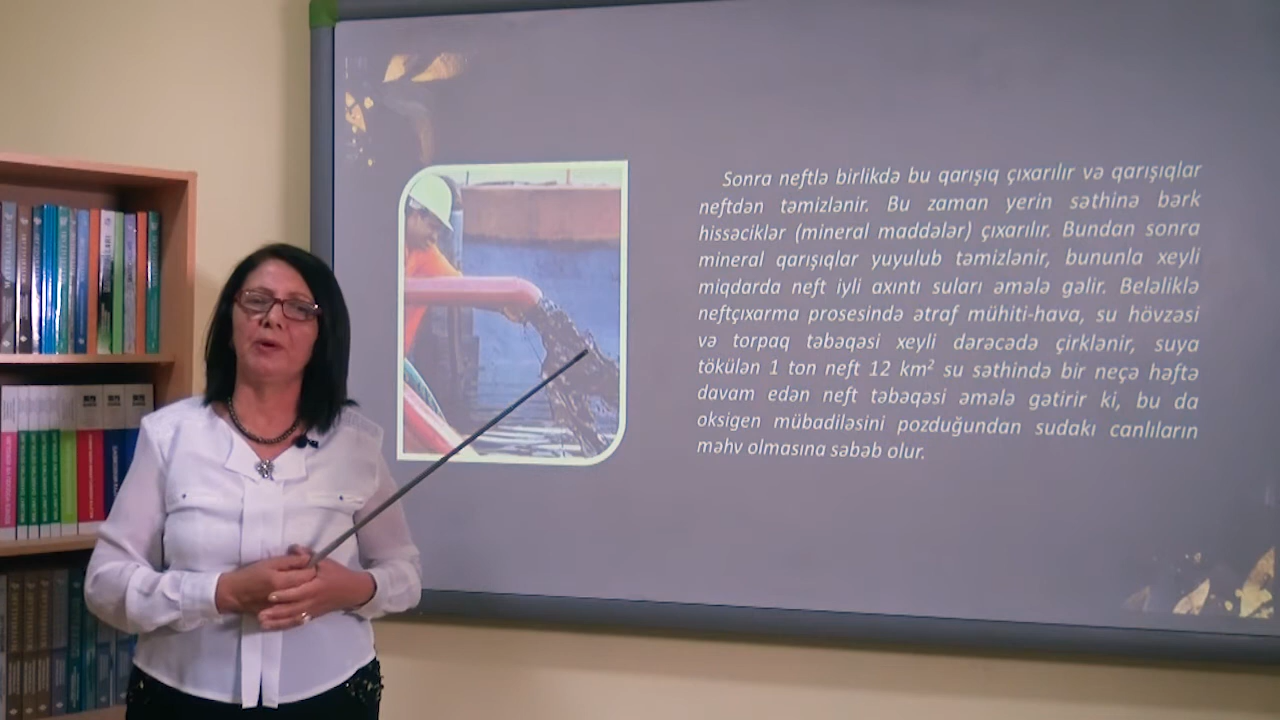 Sonra neftlə birlikdə bu qarışıq çıxarılır və qarışıqlar
neftdən təmizlənir. Bu zaman yerin səthinə bərk
hissəciklər (mineral maddələr) çıxarılır. Bundan sonra
mineral qarışıqlar yuyulub təmizlənir, bununla xeyli
miqdarda neft iyli axıntı suları əmələ gəlir. Beləliklə
neftçıxarma prosesində ətraf mühiti-hava, su hövzəsi
və torpaq təbəqəsi xeyli dərəcədə çirklənir, suya
tökülən 1 ton neft 12 km² su səthində bir neçə həftə
davam edən neft təbəqəsi əmələ gətirir ki, bu da
oksigen mübadiləsini pozduğundan sudakı canlıların
məhv olmasına səbəb olur.